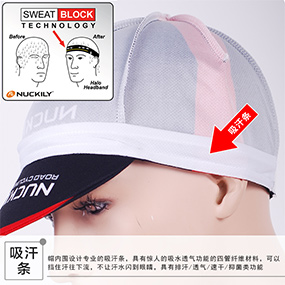 SWEAT BLOCK
TECHNOLOGY
Before
After
Halo
Headband
NUCKILY
吸汗条
NUCK
ROADCYCL
吸汗
条
帽内围设计专业的吸汗条，具有惊人的吸水透气功能的四管纤维材料，可以
指住汗往下流，不让汗水闪到眼睛。具有排汗/透气/速干/抑菌类功能